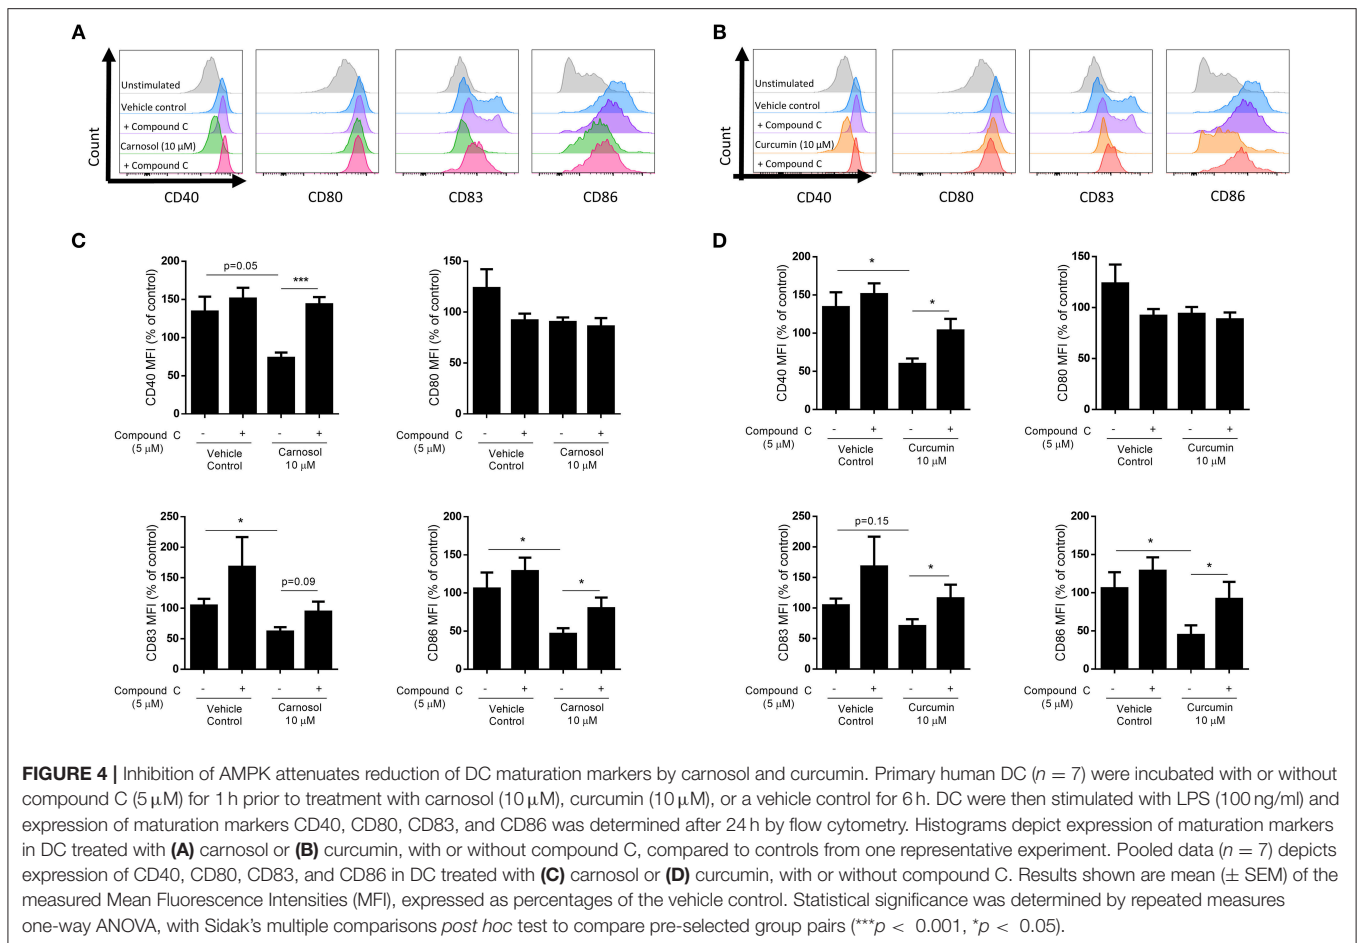 A
Unstimulated
Vehicle control
+ Compound C
Carnosol (10 µM)
+ Compound C
Count
CD40
CD80
CD83
CD86
B
Unstimulated
Vehicle control
+ Compound C
Curcumin (10 µM)
+ Compound C
Count
CD40
CD80
CD83
CD86
C
CD40 MFI (% of control)
200
150
100
50
0
p=0.05
***
Compound C
(5 µM)
- + - +
Vehicle
Control
Carnosol
10 µM
CD80 MFI (% of control)
150
100
50
0
- + - +
Vehicle
Control
Carnosol
10 µM
CD83 MFI (% of control)
250
200
150
100
50
0
*
p=0.09
Compound C
(5 µM)
- + - +
Vehicle
Control
Carnosol
10 µM
CD86 MFI (% of control)
200
150
100
50
0
*
*
- + - +
Vehicle
Control
Carnosol
10 µM
D
CD40 MFI (% of control)
200
150
100
50
0
*
*
Compound C
(5 µM)
- + - +
Vehicle
Control
Curcumin
10 µM
CD80 MFI (% of control)
150
100
50
0
- + - +
Vehicle
Control
Curcumin
10 µM
CD83 MFI (% of control)
250
200
150
100
50
0
p=0.15
*
Compound C
(5 µM)
- + - +
Vehicle
Control
Curcumin
10 µM
CD86 MFI (% of control)
200
150
100
50
0
*
*
- + - +
Vehicle
Control
Curcumin
10 µM
FIGURE 4 | Inhibition of AMPK attenuates reduction of DC maturation markers by carnosol and curcumin. Primary human DC (n = 7) were incubated with or without
compound C (5 µM) for 1 h prior to treatment with carnosol (10 µM), curcumin (10 µM), or a vehicle control for 6 h. DC were then stimulated with LPS (100 ng/ml) and
expression of maturation markers CD40, CD80, CD83, and CD86 was determined after 24 h by flow cytometry. Histograms depict expression of maturation markers
in DC treated with (A) carnosol or (B) curcumin, with or without compound C, compared to controls from one representative experiment. Pooled data (n = 7) depicts
expression of CD40, CD80, CD83, and CD86 in DC treated with (C) carnosol or (D) curcumin, with or without compound C. Results shown are mean (± SEM) of the
measured Mean Fluorescence Intensities (MFI), expressed as percentages of the vehicle control. Statistical significance was determined by repeated measures
one-way ANOVA, with Sidak's multiple comparisons post hoc test to compare pre-selected group pairs (***p < 0.001, *p < 0.05).